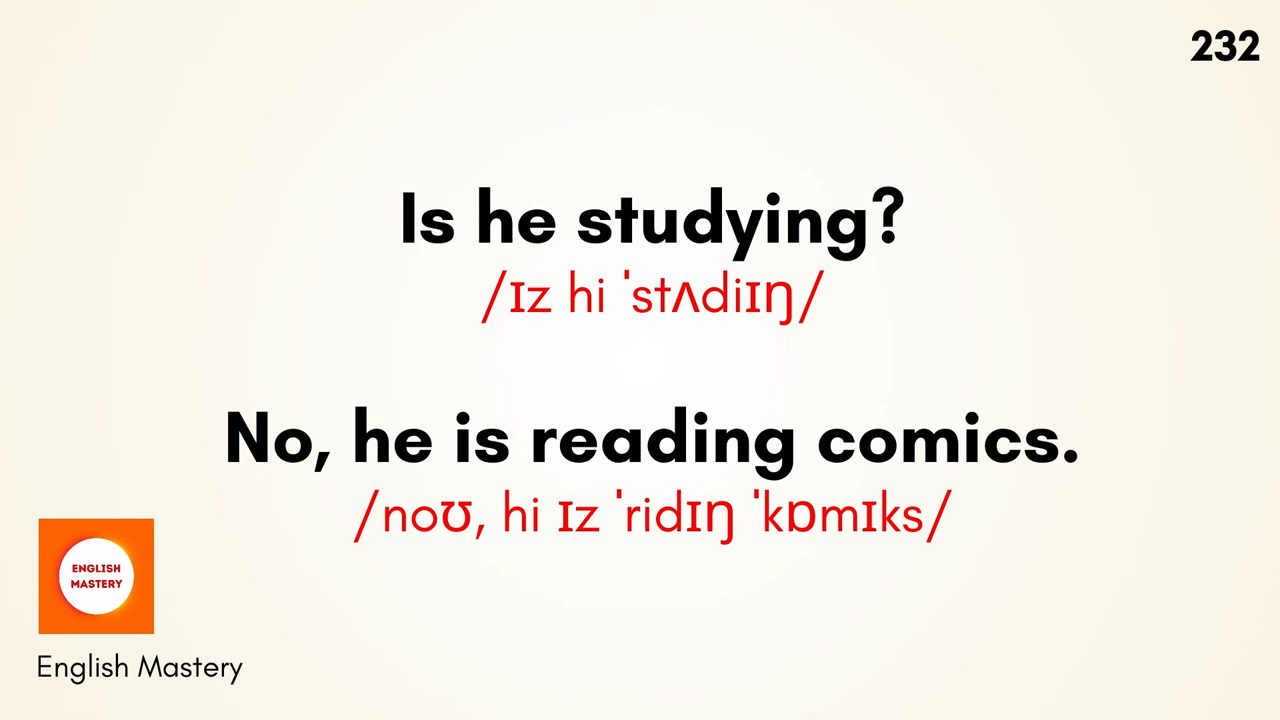 232
Is he studying?
/ɪz hi ˈstʌdiɪŋ/
No, he is reading comics.
/noʊ, hi ɪz ˈridɪŋ ˈkɒmɪks/
ENGLISH
MASTERY
English Mastery